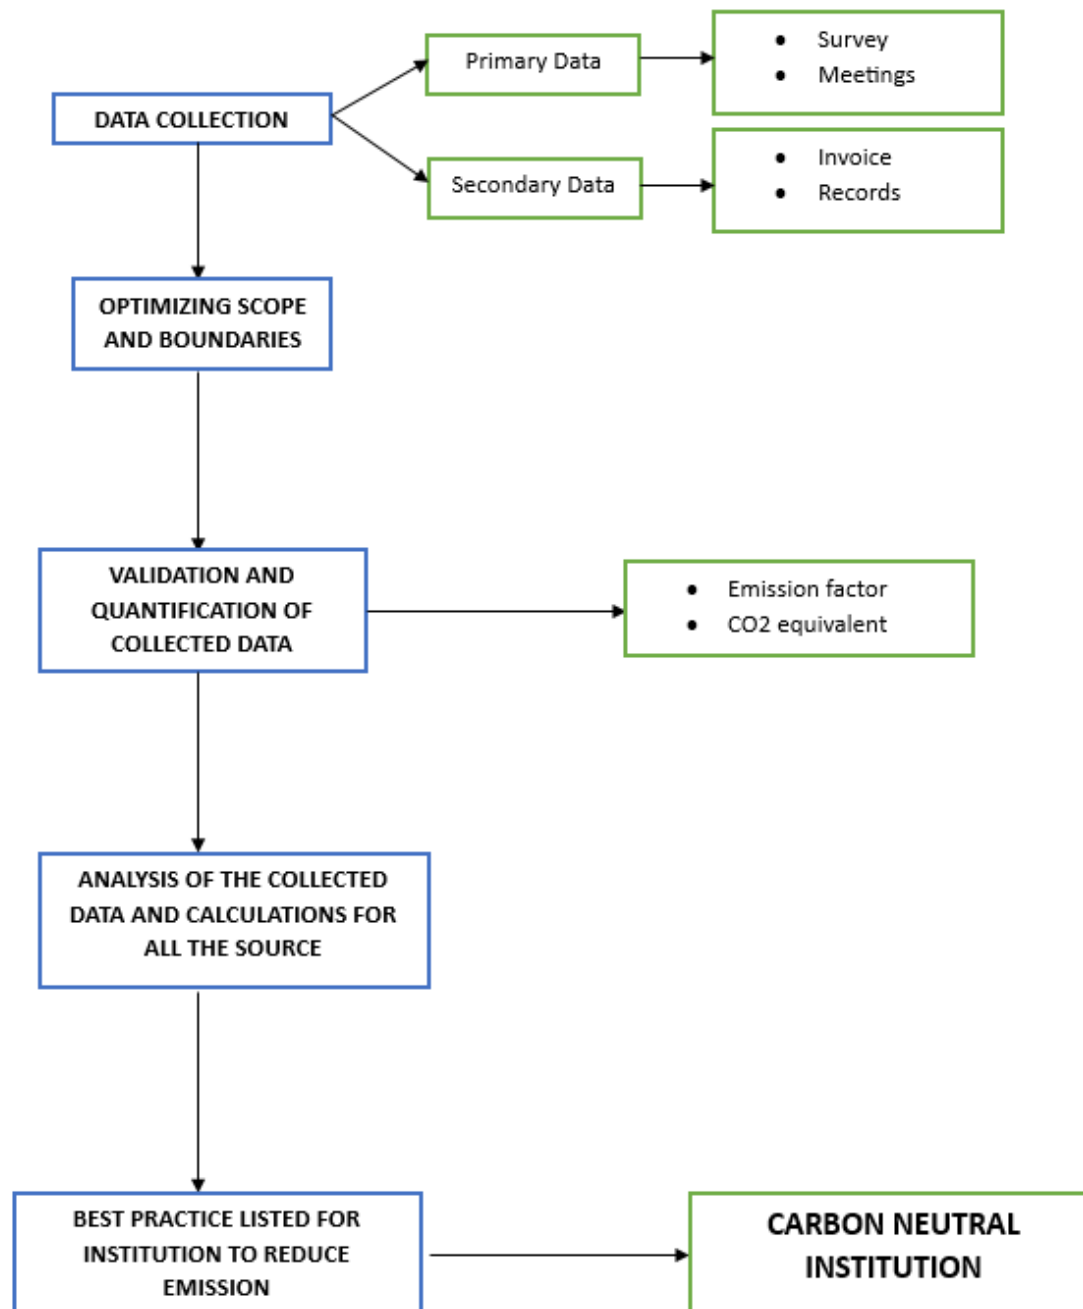 Primary Data
• Survey
• Meetings
DATA COLLECTION
Secondary Data
• Invoice
• Records
OPTIMIZING SCOPE
AND BOUNDARIES
VALIDATION AND
QUANTIFICATION OF
COLLECTED DATA
• Emission factor
• CO2 equivalent
ANALYSIS OF THE COLLECTED
DATA AND CALCULATIONS FOR
ALL THE SOURCE
BEST PRACTICE LISTED FOR
INSTITUTION TO REDUCE
EMISSION
CARBON NEUTRAL
INSTITUTION